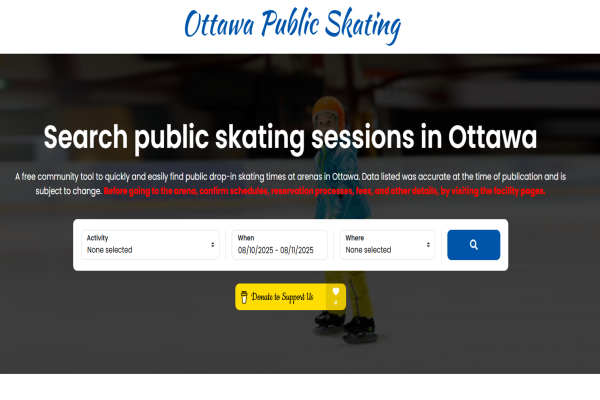 Ottawa Public Skating
Search public skating sessions in Ottawa
A free community tool to quickly and easily find public drop-in skating times at arenas in Ottawa. Data listed was accurate at the time of publication and is
subject to change. Before going to the arena, confirm schedules, reservation processes, fees, and other details, by visiting the facility pages.
Activity
None selected
When
08/10/2025 - 08/11/2025
Where
None selected
Donate to Support Us